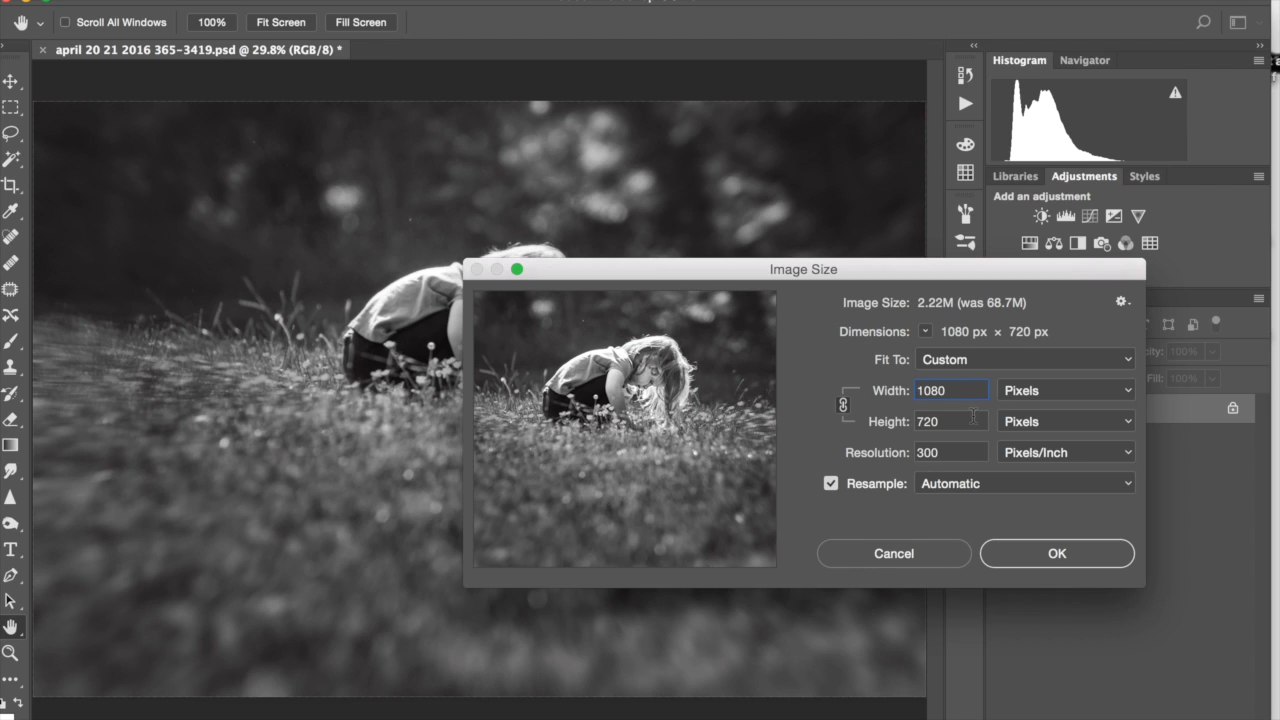 Scroll All Windows
100%
Fit Screen
Fill Screen
× april 20 21 2016 365-3419.psd @ 29.8% (RGB/8) *
Histogram
Navigator
Libraries
Adjustments
Styles
Add an adjustment
Image Size
Image Size: 2.22M (was 68.7M)
Dimensions: 1080 px × 720 px
Fit To: Custom
Width: 1080 Pixels
Height: 720 Pixels
Resolution: 300 Pixels/Inch
Resample: Automatic
Cancel
OK
100%
Fill: 100%